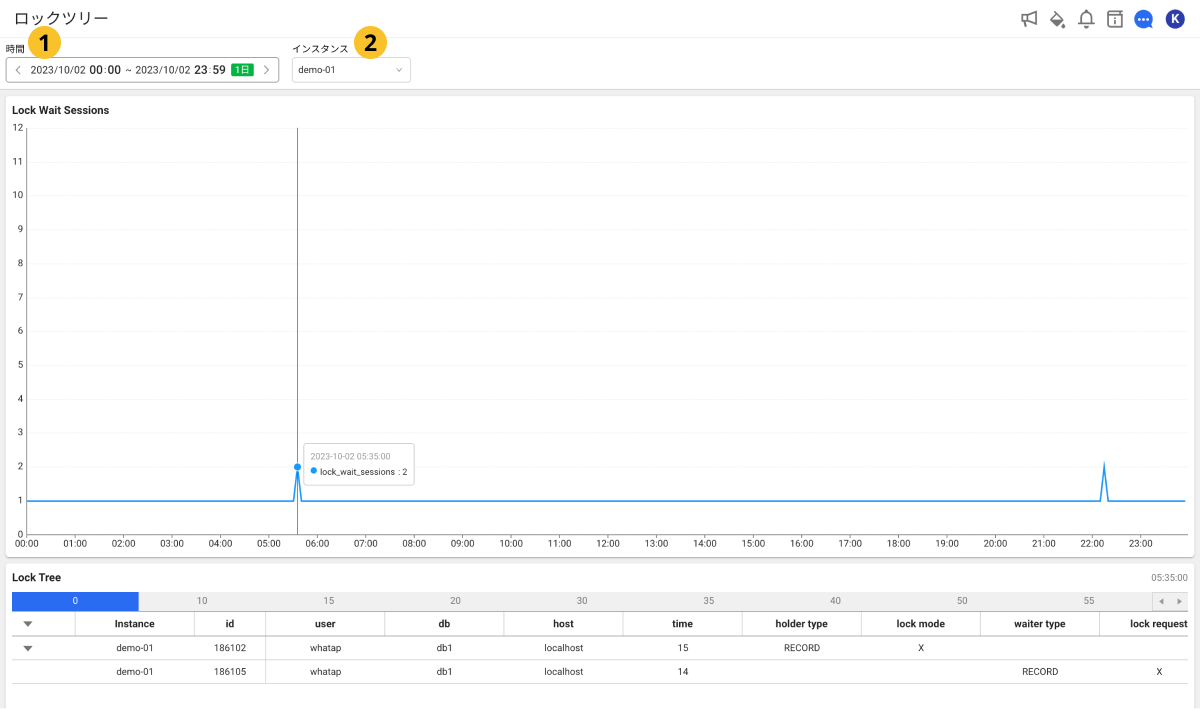 ロックツリー
K
時間 1 インスタンス 2
2023/10/02 00:00 ~ 2023/10/02 23:59 1日 demo-01
Lock Wait Sessions
12
11
10
9
8
7
6
5
4
3
2
1
0
2023-10-02 05:35:00
lock_wait_sessions : 2
00:00 01:00 02:00 03:00 04:00 05:00 06:00 07:00 08:00 09:00 10:00 11:00 12:00 13:00 14:00 15:00 16:00 17:00 18:00 19:00 20:00 21:00 22:00 23:00
Lock Tree 05:35:00
0 10 15 20 30 35 40 50 55
Instance id user db host time holder type lock mode waiter type lock request
demo-01 186102 whatap db1 localhost 15 RECORD X
demo-01 186105 whatap db1 localhost 14 RECORD X